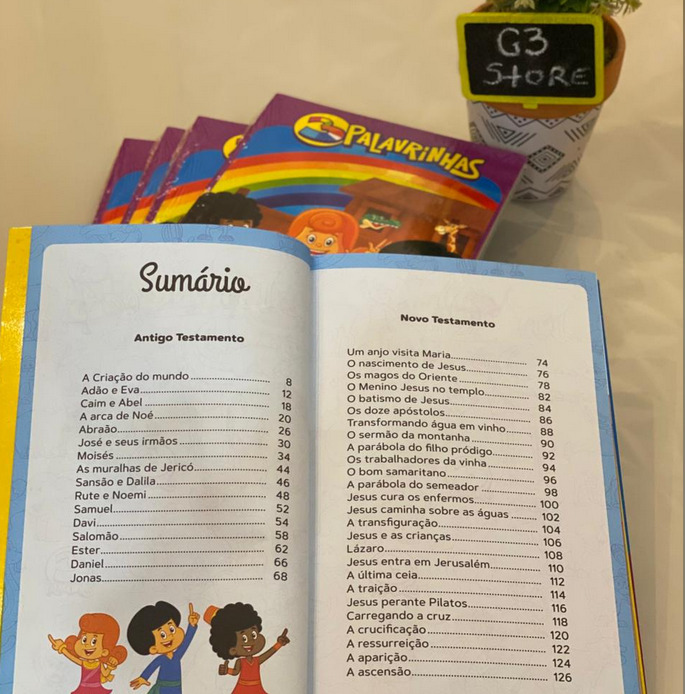 G3
STORE
PALAVRINHAS
Sumário
Antigo Testamento
A Criação do mundo 8
Adão e Eva 12
Caim e Abel 18
A arca de Noé 20
Abraão 26
José e seus irmãos 30
Moisés 34
As muralhas de Jericó 44
Sansão e Dalila 46
Rute e Noemi 48
Samuel 52
Davi 54
Salomão 58
Ester 62
Daniel 66
Jonas 68
Novo Testamento
Um anjo visita Maria 74
O nascimento de Jesus 76
Os magos do Oriente 78
O Menino Jesus no templo 82
O batismo de Jesus 84
Os doze apóstolos 86
Transformando água em vinho 88
O sermão da montanha 90
A parábola do filho pródigo 92
Os trabalhadores da vinha 94
O bom samaritano 96
A parábola do semeador 98
Jesus cura os enfermos 100
Jesus caminha sobre as águas 102
A transfiguração 104
Jesus e as crianças 106
Lázaro 108
Jesus entra em Jerusalém 110
A última ceia 112
A traição 114
Jesus perante Pilatos 116
Carregando a cruz 118
A crucificação 120
A ressurreição 122
A aparição 124
A ascensão 126